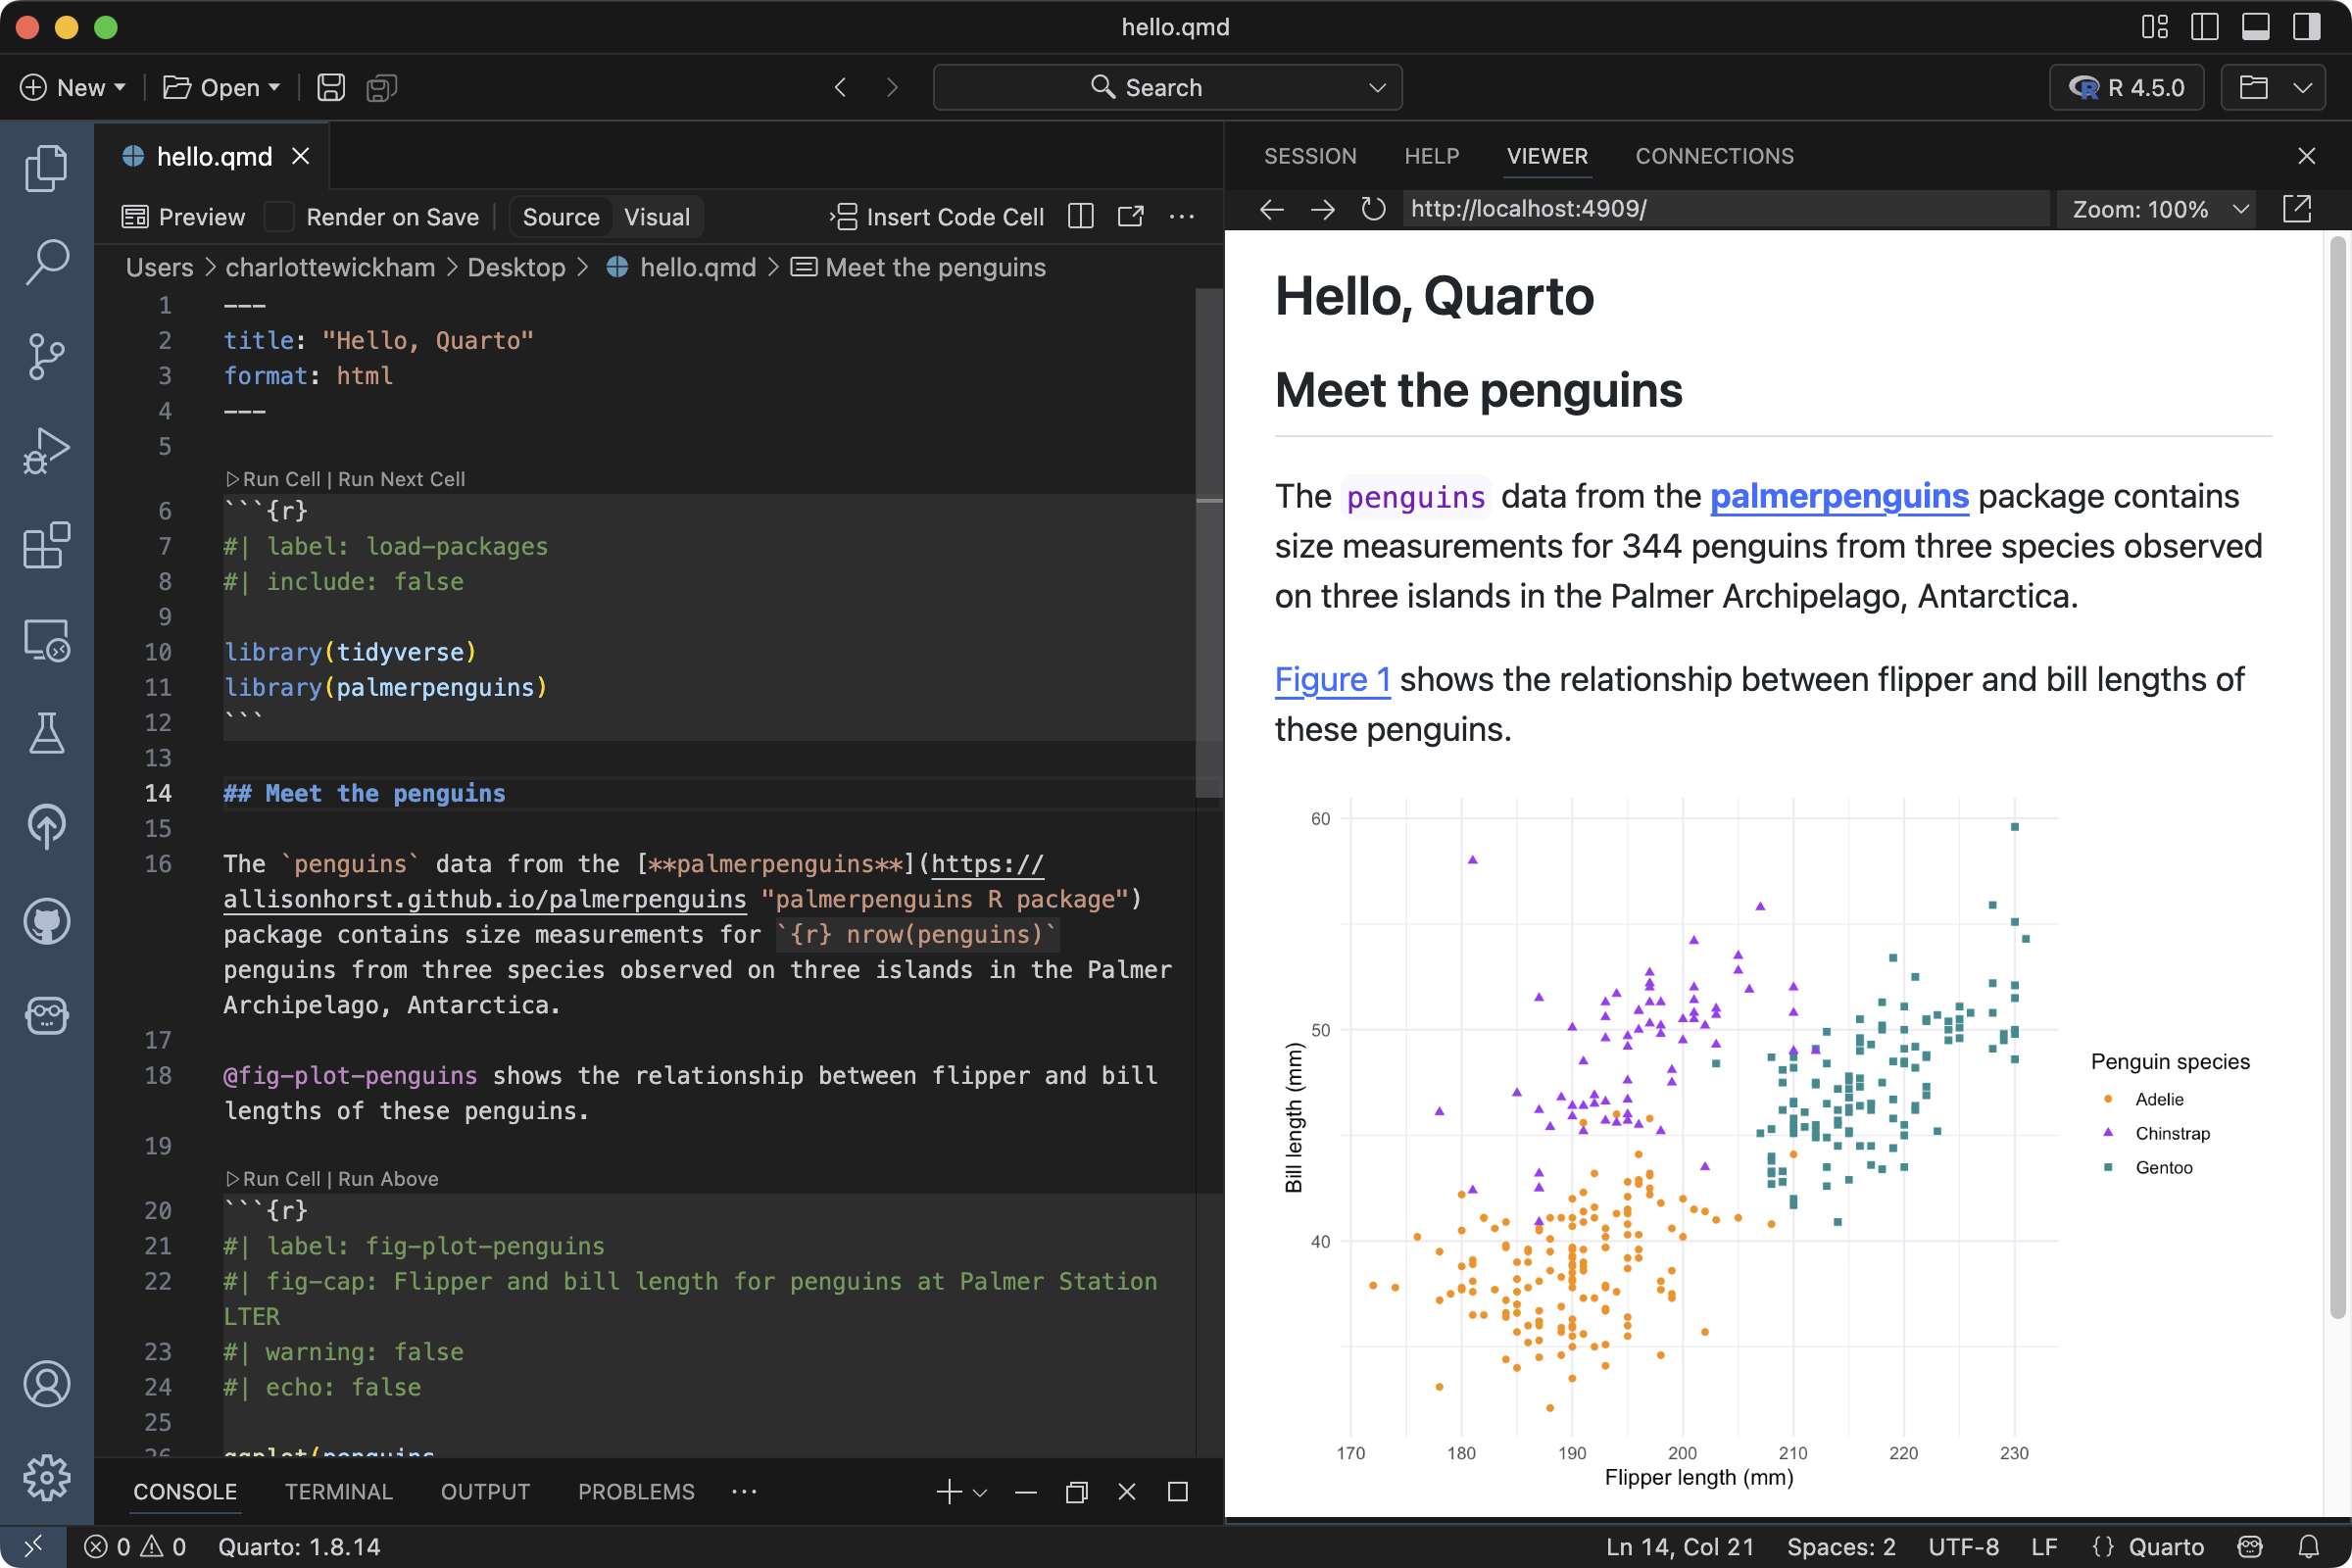 hello.qmd
New
Open
Search
R 4.5.0
hello.qmd
Preview
Render on Save
Source
Visual
Insert Code Cell
Users > charlottewickham > Desktop > hello.qmd > Meet the penguins
1 ---
2 title: "Hello, Quarto"
3 format: html
4 ---
5
Run Cell | Run Next Cell
6 ```{r}
7 #| label: load-packages
8 #| include: false
9
10 library(tidyverse)
11 library(palmerpenguins)
12 ```
13
14 ## Meet the penguins
15
16 The `penguins` data from the [**palmerpenguins**](https://
allisonhorst.github.io/palmerpenguins "palmerpenguins R package")
package contains size measurements for `{r} nrow(penguins)`
penguins from three species observed on three islands in the Palmer
Archipelago, Antarctica.
17
18 @fig-plot-penguins shows the relationship between flipper and bill
lengths of these penguins.
19
Run Cell | Run Above
20 ```{r}
21 #| label: fig-plot-penguins
22 #| fig-cap: Flipper and bill length for penguins at Palmer Station
LTER
23 #| warning: false
24 #| echo: false
25
26 ggplot(penguins,
CONSOLE
TERMINAL
OUTPUT
PROBLEMS
SESSION
HELP
VIEWER
CONNECTIONS
http://localhost:4909/
Zoom: 100%
Hello, Quarto
Meet the penguins
The penguins data from the palmerpenguins package contains
size measurements for 344 penguins from three species observed
on three islands in the Palmer Archipelago, Antarctica.
Figure 1 shows the relationship between flipper and bill lengths of
these penguins.
60
50
40
Bill length (mm)
170 180 190 200 210 220 230
Flipper length (mm)
Penguin species
Adelie
Chinstrap
Gentoo
0 0
Quarto: 1.8.14
Ln 14, Col 21
Spaces: 2
UTF-8
LF
{} Quarto